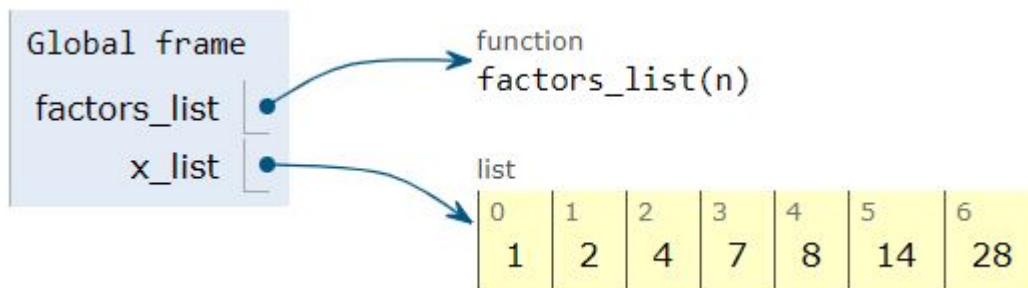 Global frame
factors_list
x_list
function
factors_list(n)
list
0 1 2 3 4 5 6
1 2 4 7 8 14 28